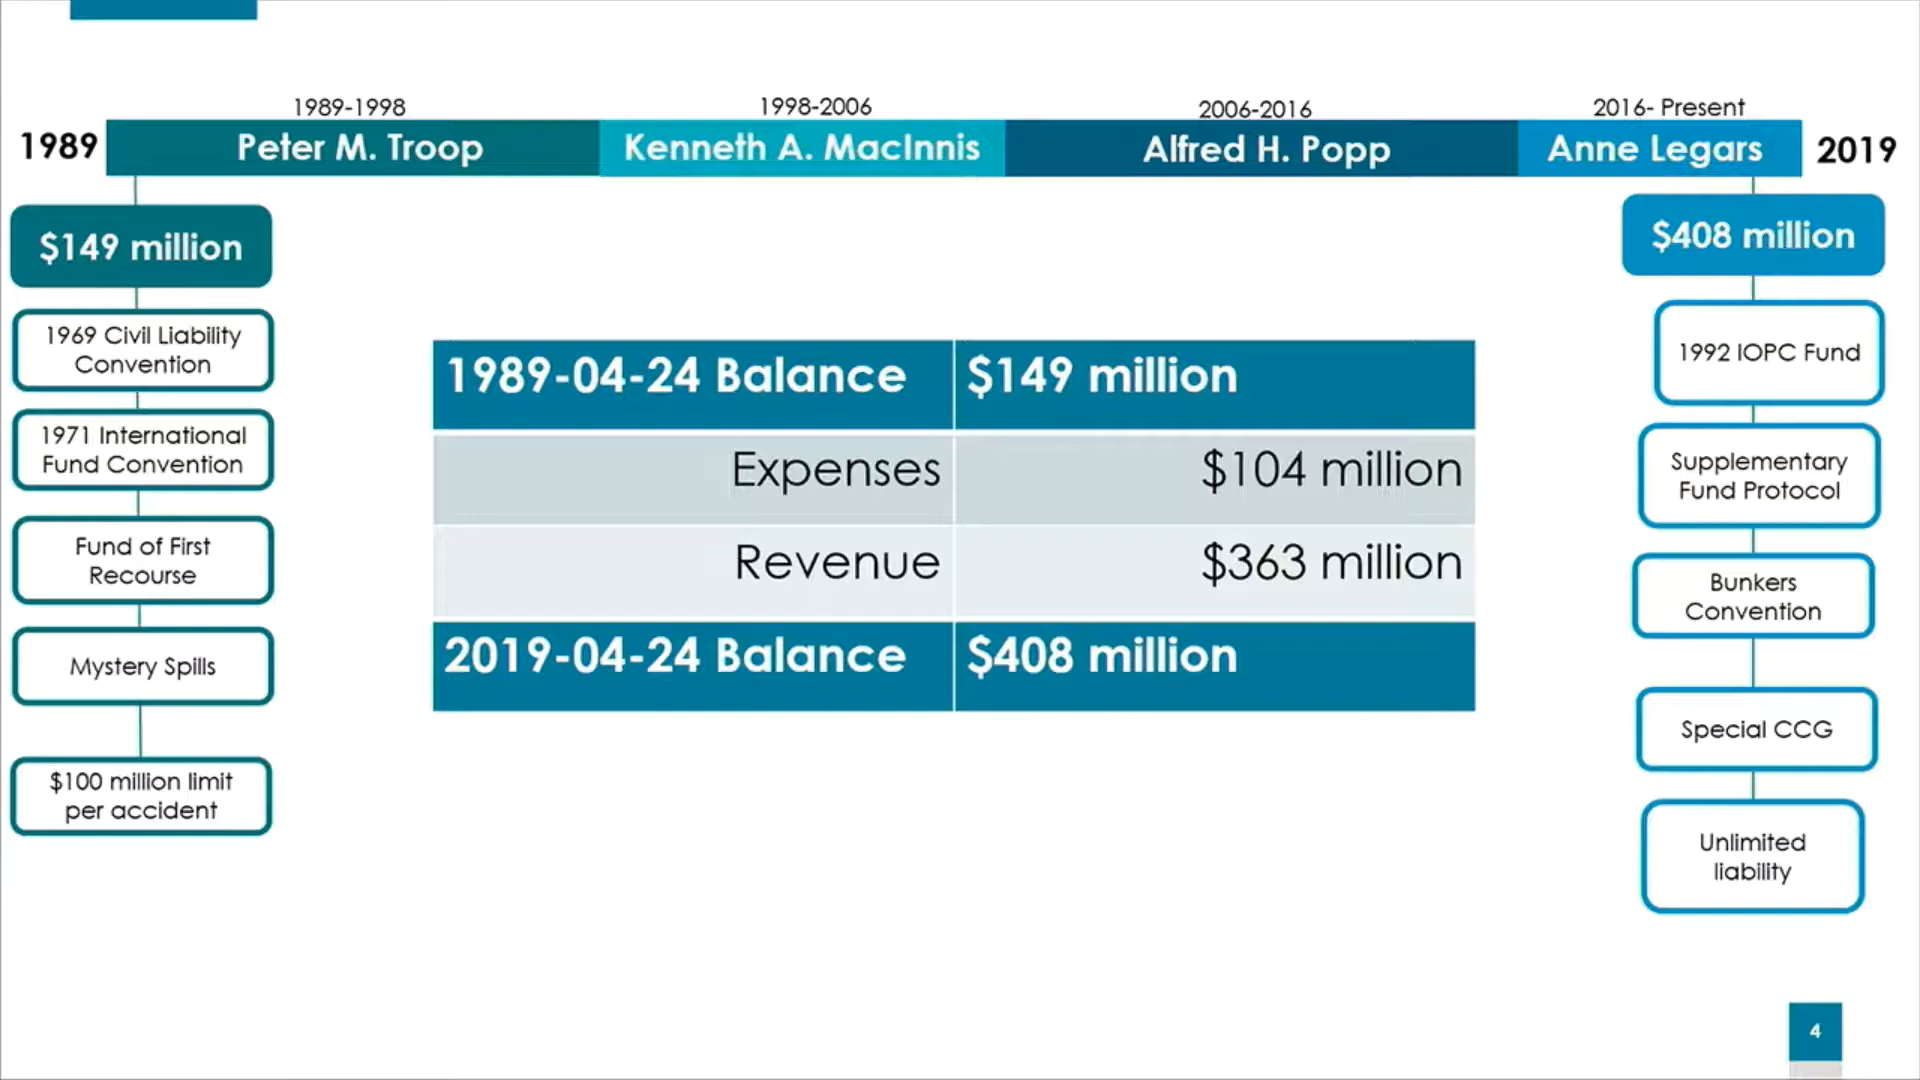 1989-1998
1998-2006
2006-2016
2016- Present
1989
Peter M. Troop
Kenneth A. MacInnis
Alfred H. Popp
Anne Legars
2019
$149 million
1969 Civil Liability
Convention
1971 International
Fund Convention
Fund of First
Recourse
Mystery Spills
$100 million limit
per accident
1989-04-24 Balance
$149 million
Expenses
$104 million
Revenue
$363 million
2019-04-24 Balance
$408 million
$408 million
1992 IOPC Fund
Supplementary
Fund Protocol
Bunkers
Convention
Special CCG
Unlimited
liability
4